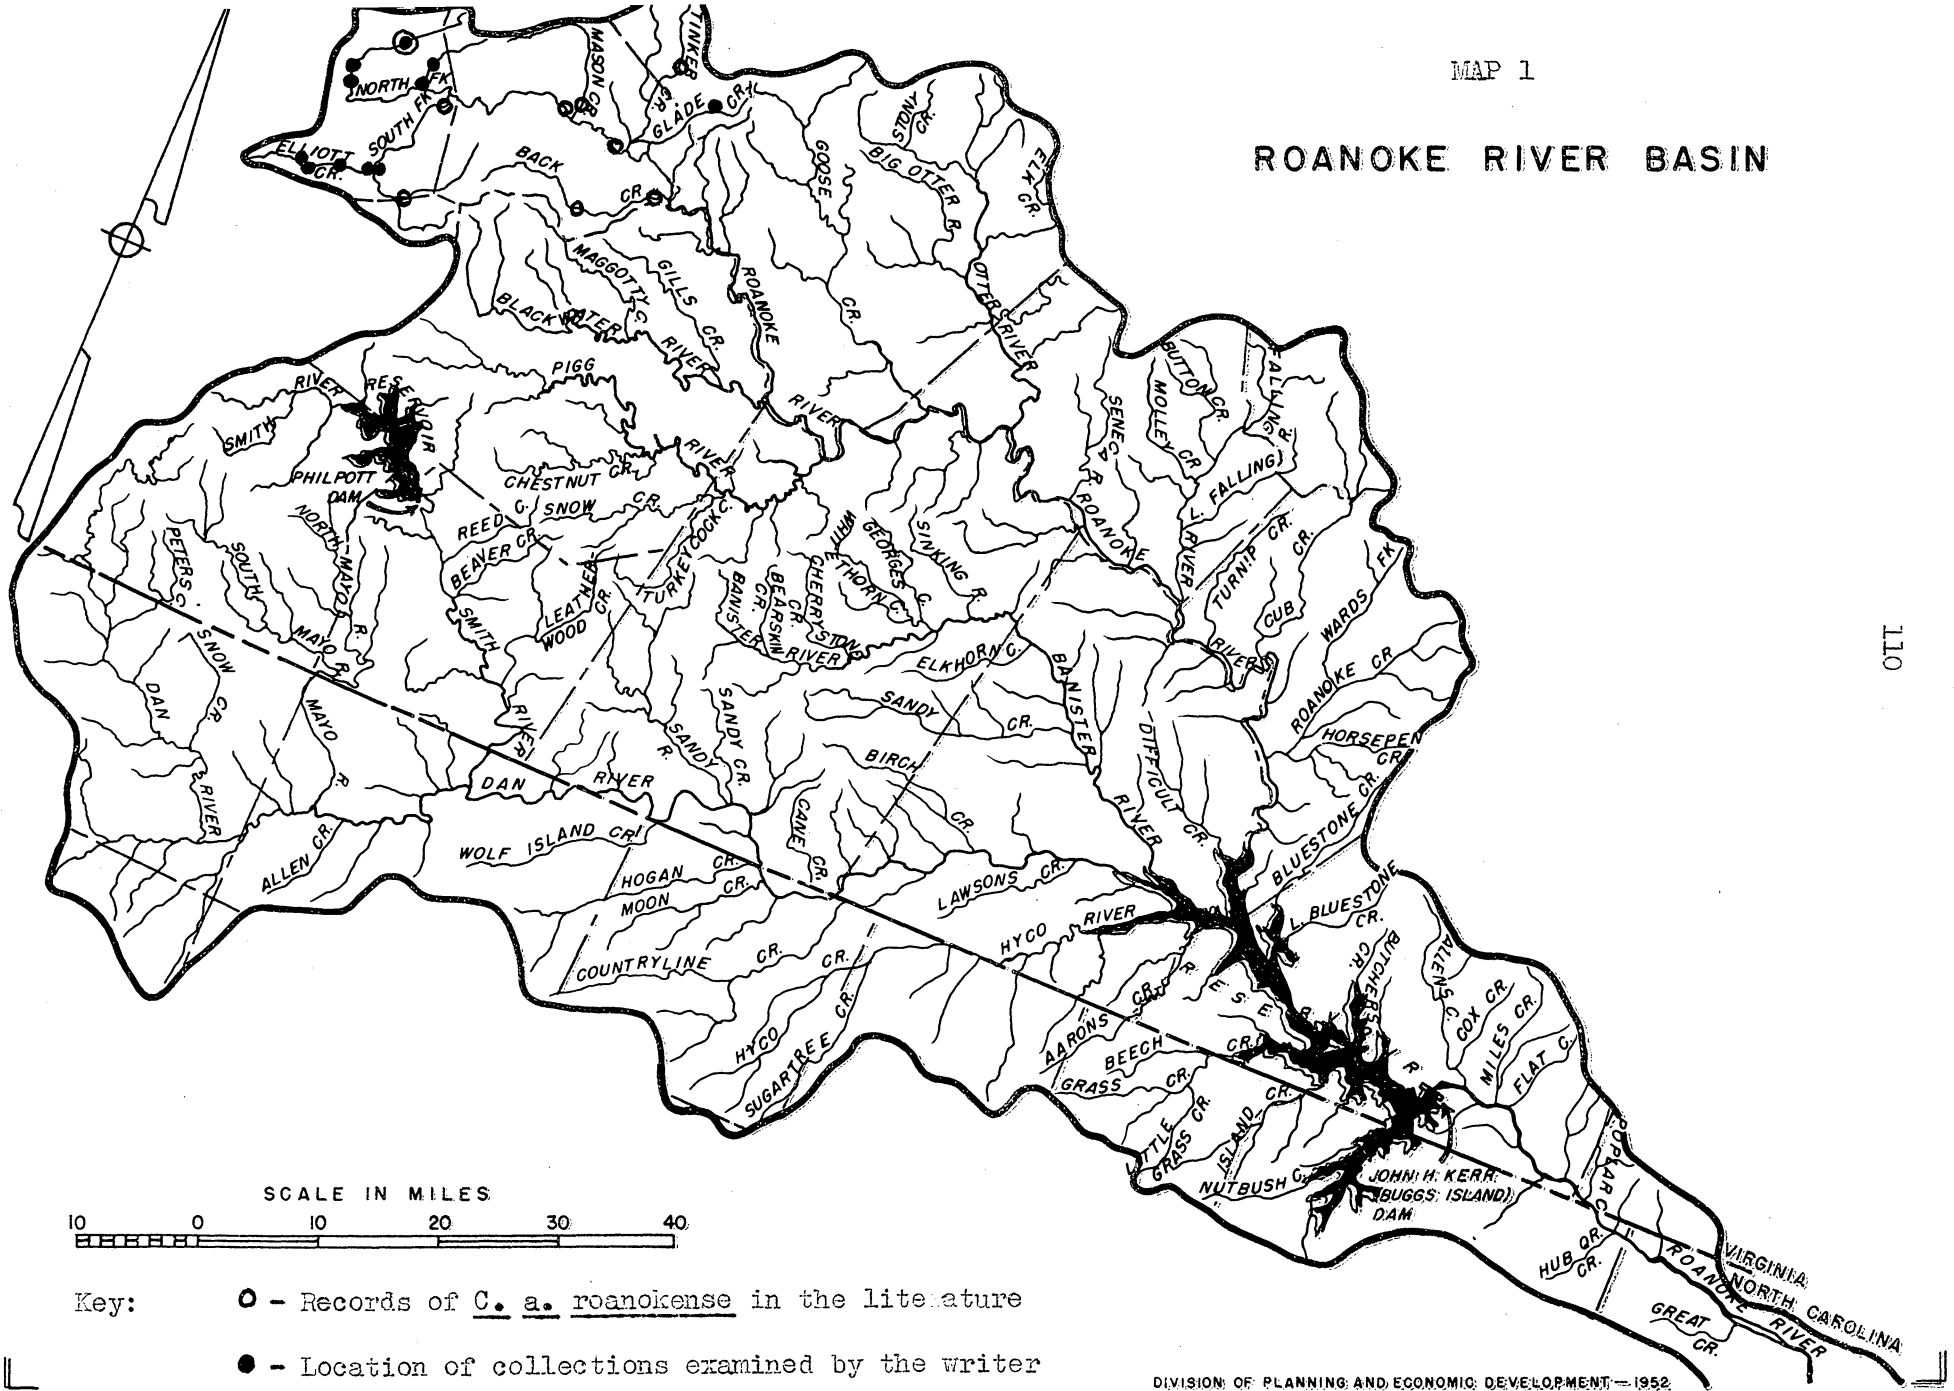 MAP 1
ROANOKE RIVER BASIN
110
TINKER
CR.
MASON CR.
NORTH FK
SOUTH FK
GLADE CR.
ELLIOTT
CR.
BACK
CR.
STONY
CR.
GOOSE
CR.
BIG OTTER R.
ELK CR.
OTTER RIVER
MAGGOTTY C.
GILLS
CR.
BLACKWATER
RIVER
ROANOKE
RIVER
PIGG
RIVER
SMITH
RIVER
RESERVOIR
PHILPOTT
DAM
CHESTNUT CR.
SNOW CR.
REED C.
BEAVER CR.
TURKEYCOCK C.
LEATHER-
WOOD
CR.
SMITH
RIVER
NORTH
MAYO R.
SOUTH
MAYO R.
PETERS C.
SNOW
CR.
DAN
RIVER
MAYO
R.
BANISTER
RIVER
BEARSKIN
CR.
CHERRYSTONE
CR.
WHITE THORN C.
GEORGES C.
SINKING R.
SENECA R.
ROANOKE
RIVER
BUTTON CR.
MOLLEY CR
FALLING
R.
L. FALLING
RIVER
TURNIP CR.
CUB CR.
WARDS FK
ROANOKE CR
HORSEPEN
CR.
ELKHORN C.
BANISTER
RIVER
DIFFICULT CR.
SANDY
CR.
SANDY CR.
SANDY
R.
BIRCH
CR.
DAN RIVER
CANE
CR.
WOLF ISLAND CR.
ALLEN CR.
HOGAN
CR.
MOON
CR.
COUNTRYLINE CR.
HYCO
CR.
SUGARTREE CR.
LAWSONS CR.
HYCO RIVER
BLUESTONE CR.
L. BLUESTONE
CR.
BUTCHERS
CR.
ALLENS C.
COX CR.
MILES CR.
FLAT C.
AARONS CR.
BEECH CR.
GRASS CR.
LITTLE
GRASS CR.
ISLAND CR.
NUTBUSH C.
JOHN H. KERR
(BUGGS ISLAND)
DAM
POPLAR C.
HUB QR.
CR.
ROANOKE RIVER
GREAT
CR.
VIRGINIA
NORTH CAROLINA
SCALE IN MILES
10 0 10 20 30 40
Key:
O - Records of C. a. roanokense in the literature
● - Location of collections examined by the writer
DIVISION OF PLANNING AND ECONOMIC DEVELOPMENT — 1952